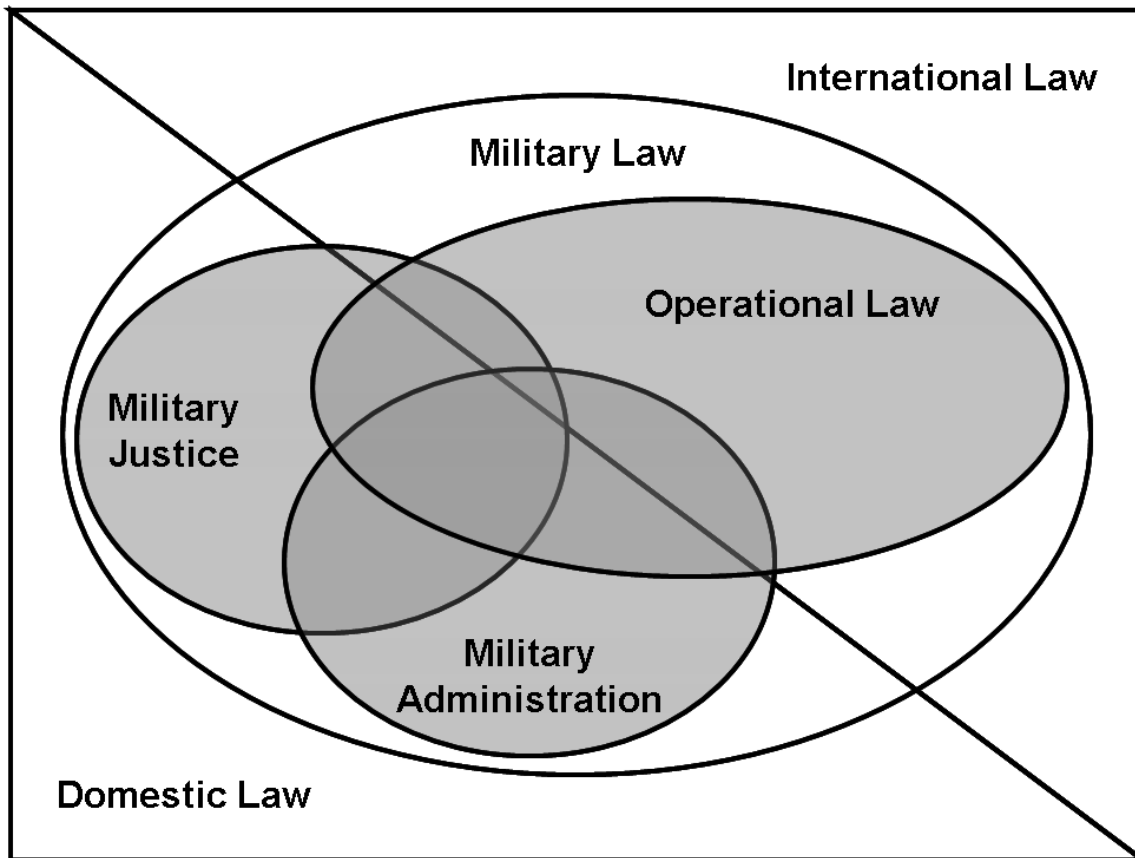 International Law
Military Law
Operational Law
Military
Justice
Military
Administration
Domestic Law